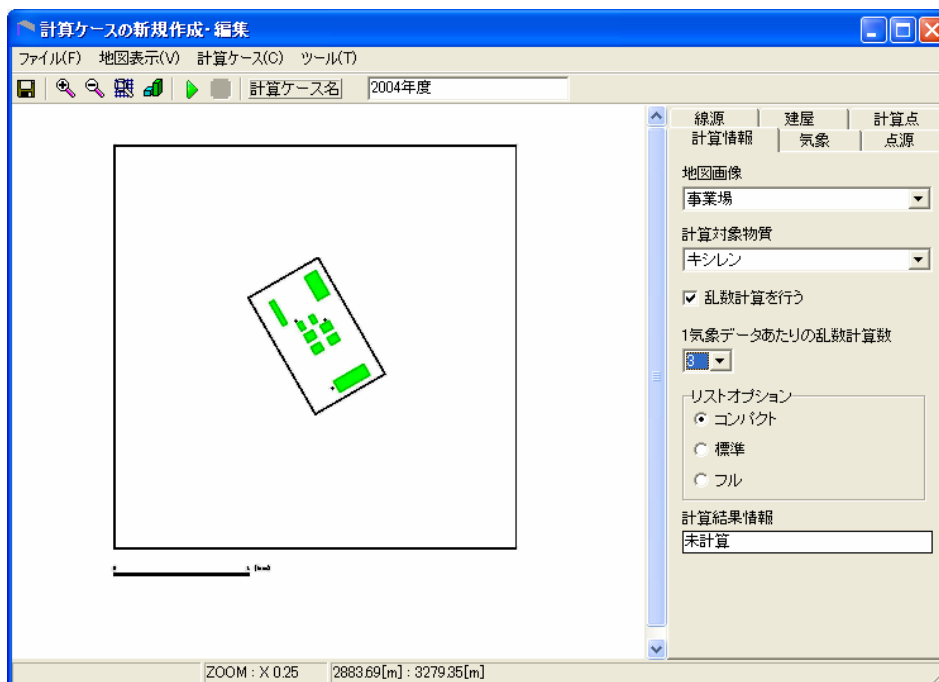 計算ケースの新規作成・編集
ファイル(F) 地図表示(V) 計算ケース(C) ツール(T)
計算ケース名 2004年度
線源 建屋 計算点
計算情報 気象 点源
地図画像
事業場
計算対象物質
キシレン
乱数計算を行う
1気象データあたりの乱数計算数
3
リストオプション
コンパクト
標準
フル
計算結果情報
未計算
[km]
ZOOM : X 0.25 2883.69[m] : 3279.35[m]